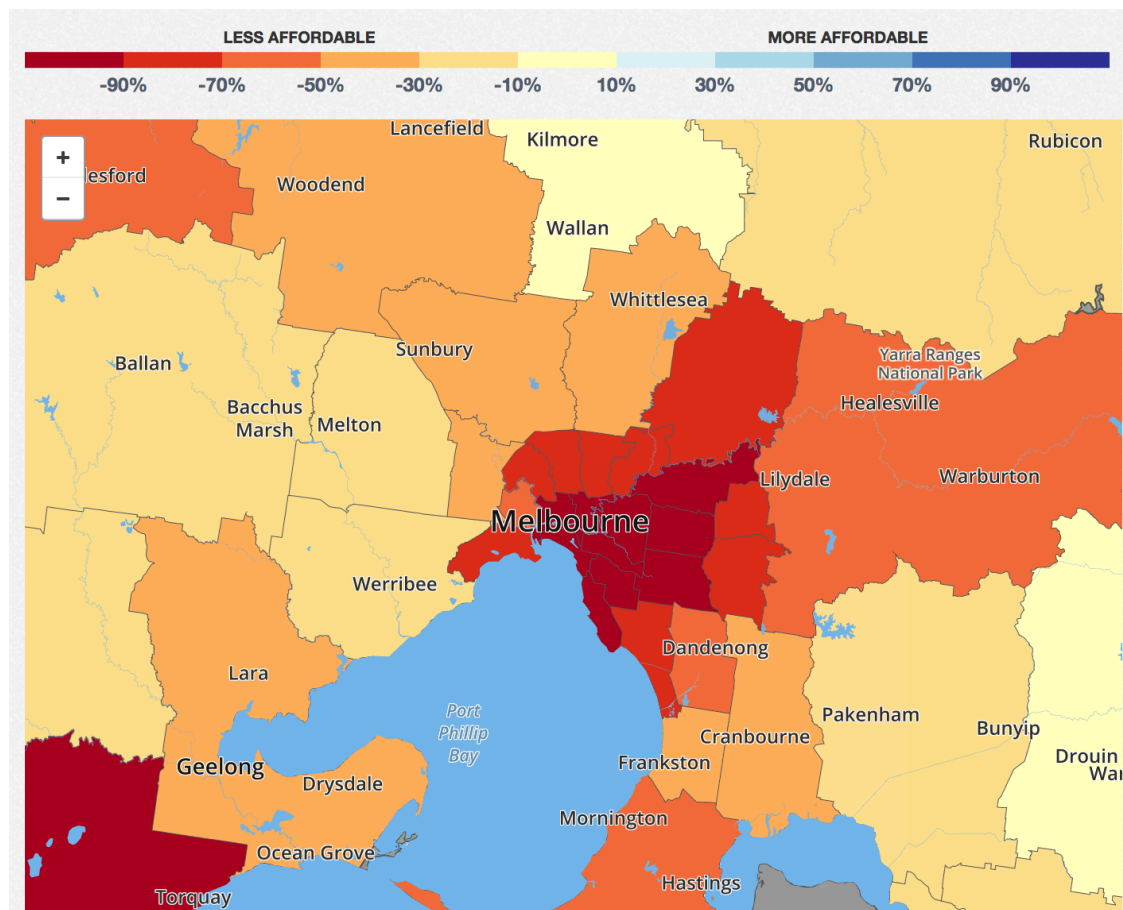 LESS AFFORDABLE
MORE AFFORDABLE
-90%
-70%
-50%
-30%
-10%
10%
30%
50%
70%
90%
+
−
Lancefield
Kilmore
Rubicon
lesford
Woodend
Wallan
Whittlesea
Sunbury
Ballan
Yarra Ranges
National Park
Healesville
Bacchus
Marsh
Melton
Lilydale
Warburton
Melbourne
Werribee
Dandenong
Lara
Port
Phillip
Bay
Pakenham
Bunyip
Cranbourne
Geelong
Frankston
Drouin
War
Drysdale
Mornington
Ocean Grove
Hastings
Torquay